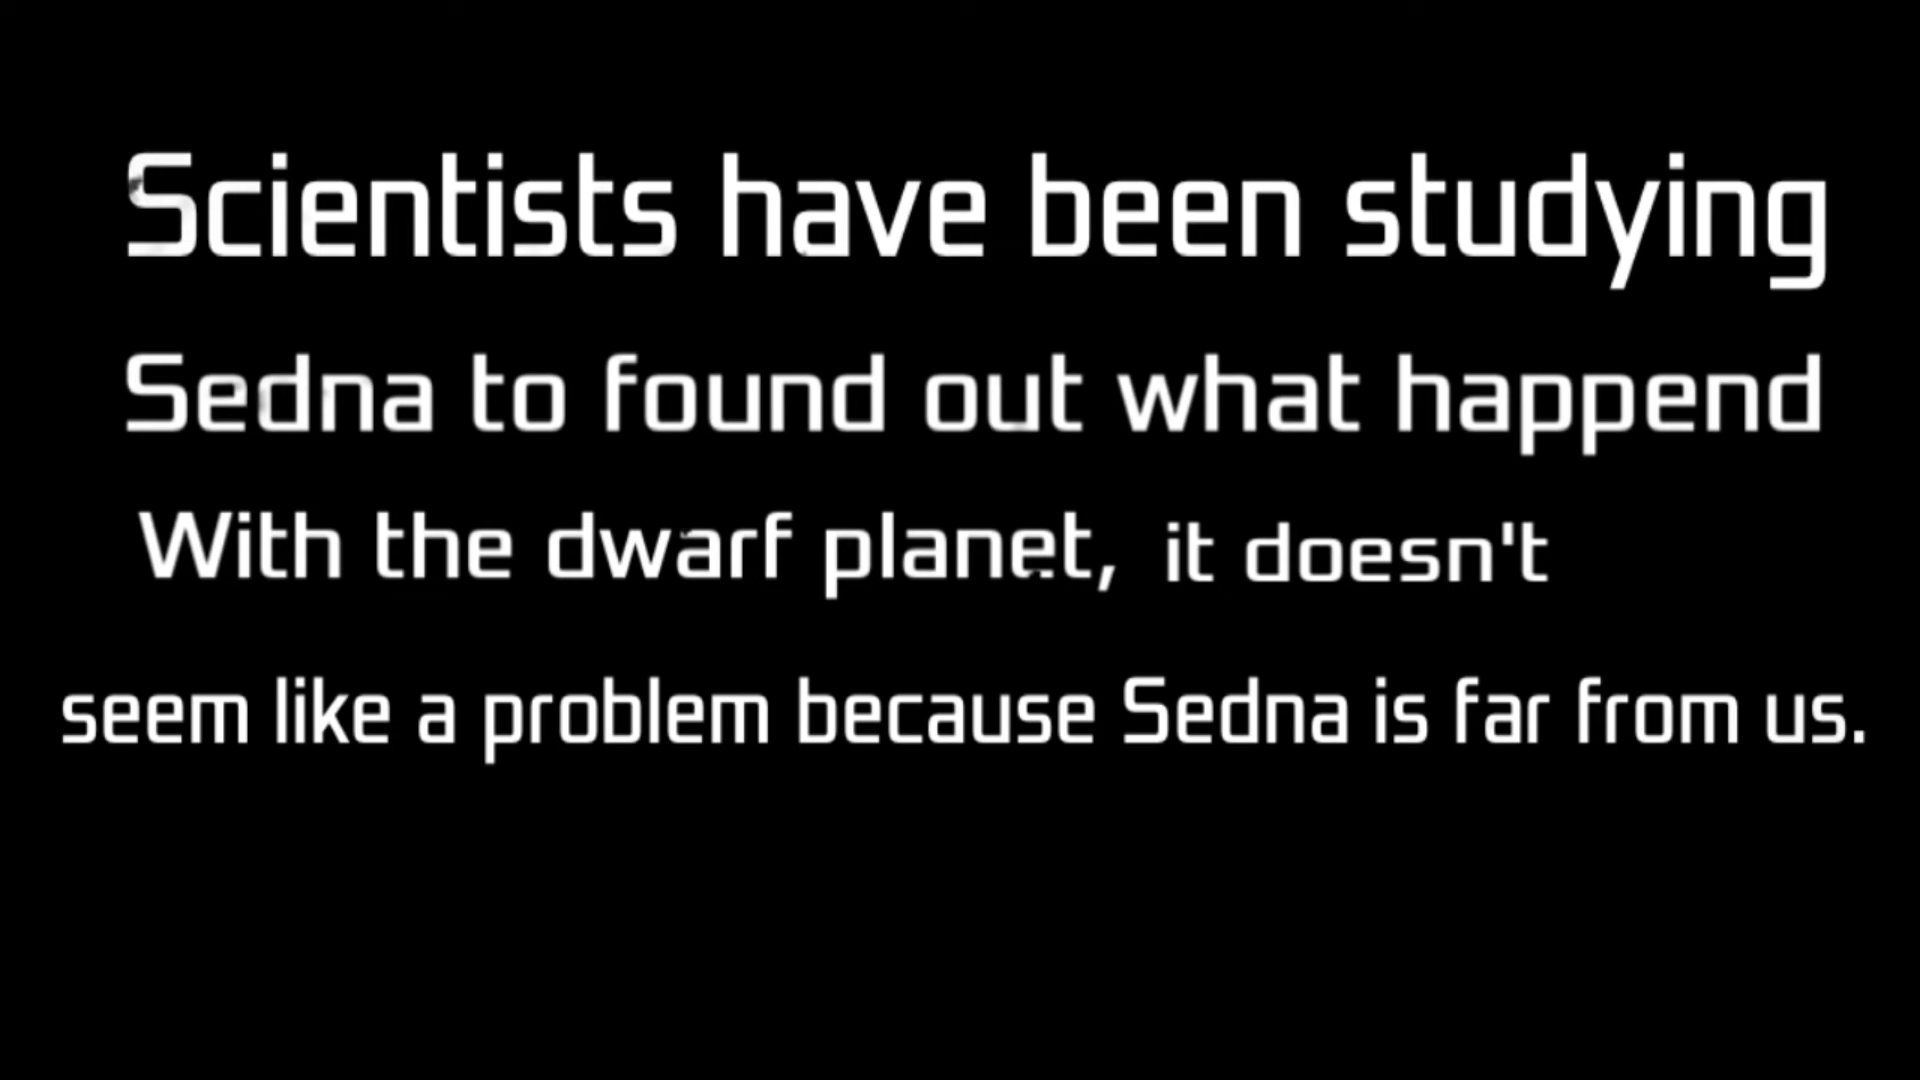 Scientists have been studying
Sedna to found out what happend
With the dwarf planet, it doesn't
seem like a problem because Sedna is far from us.